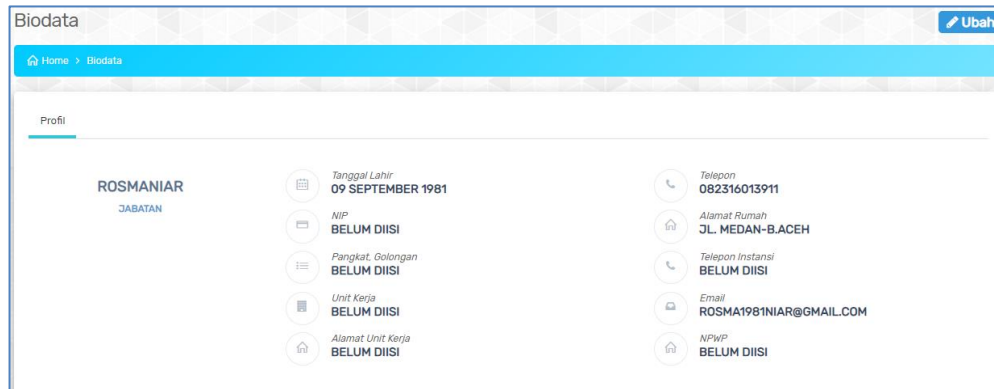 Biodata
Ubah
Home > Biodata
Profil
ROSMANIAR
JABATAN
Tanggal Lahir
09 SEPTEMBER 1981
NIP
BELUM DIISI
Pangkat, Golongan
BELUM DIISI
Unit Kerja
BELUM DIISI
Alamat Unit Kerja
BELUM DIISI
Telepon
082316013911
Alamat Rumah
JL. MEDAN-B.ACEH
Telepon Instansi
BELUM DIISI
Email
ROSMA1981NIAR@GMAIL.COM
NPWP
BELUM DIISI